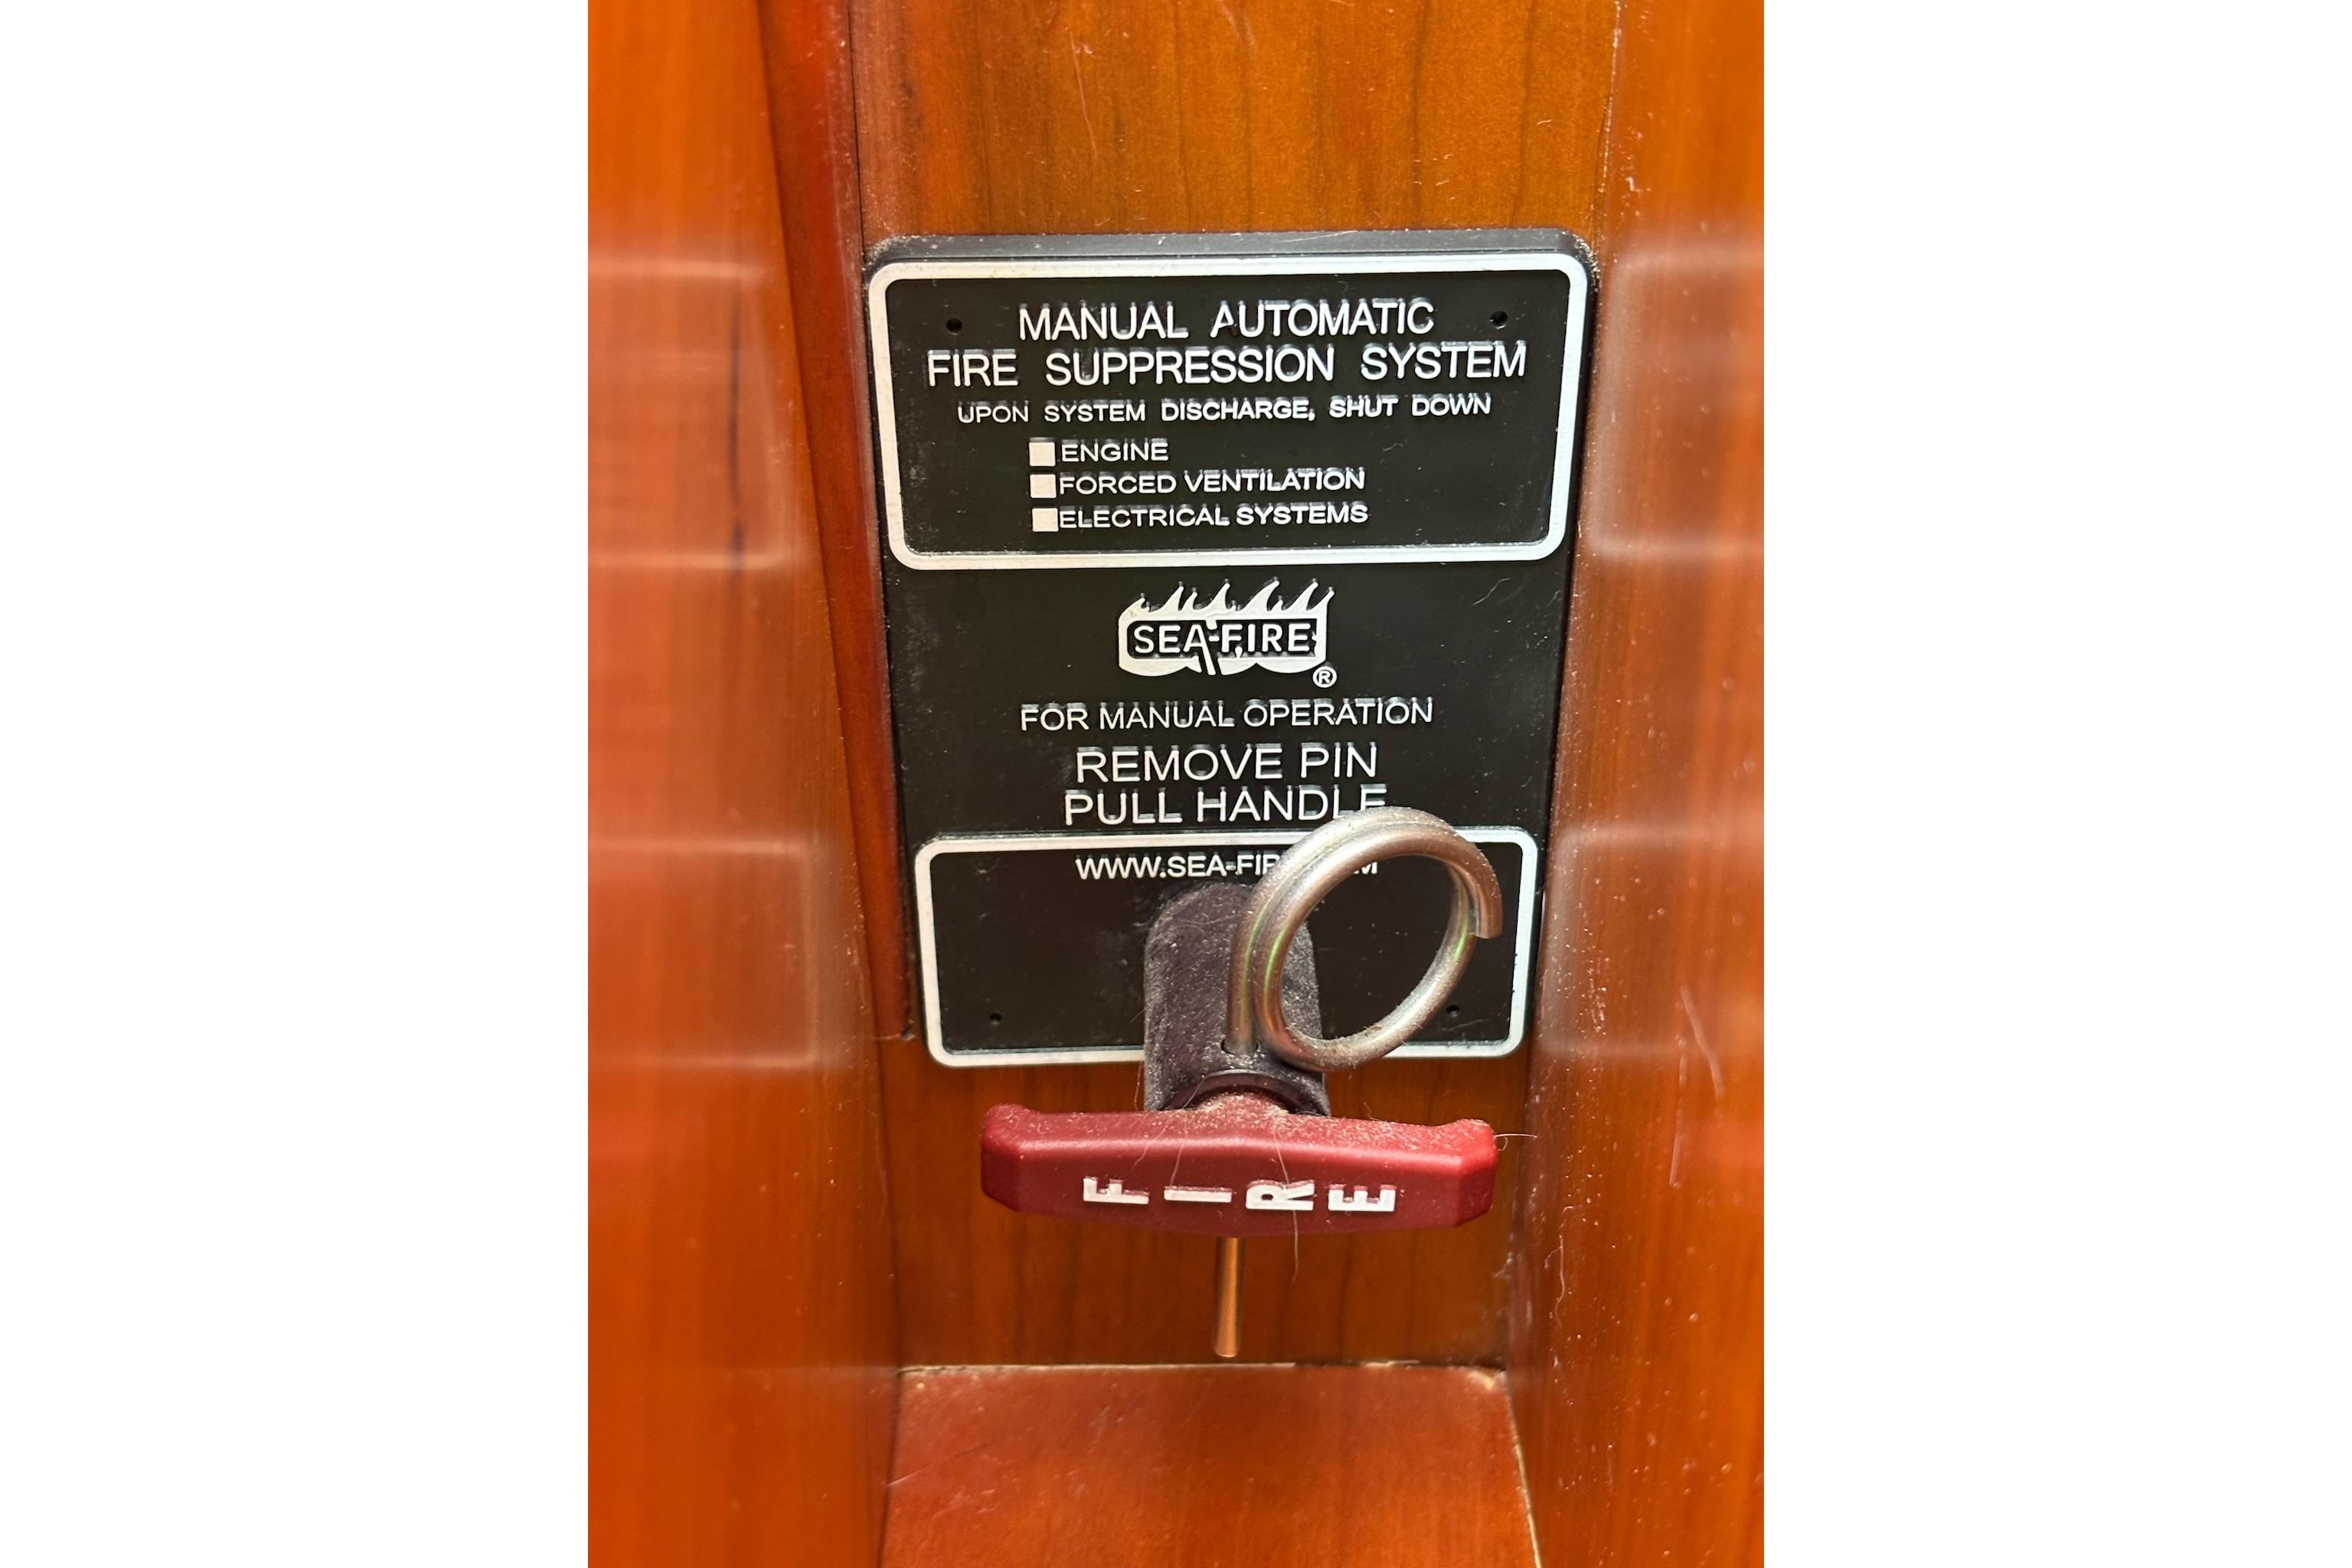 MANUAL AUTOMATIC
FIRE SUPPRESSION SYSTEM
UPON SYSTEM DISCHARGE, SHUT DOWN
ENGINE
FORCED VENTILATION
ELECTRICAL SYSTEMS
SEA-FIRE
®
FOR MANUAL OPERATION
REMOVE PIN
PULL HANDLE
FIRE